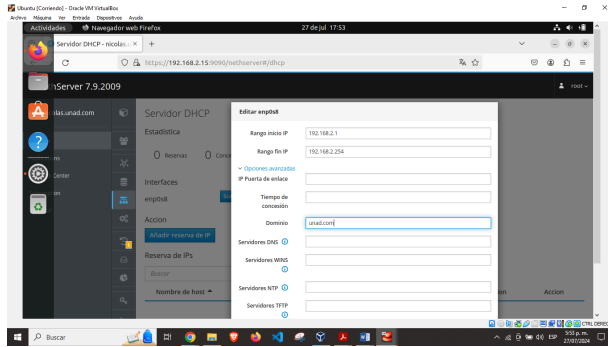 Ubuntu [Corriendo] - Oracle VM VirtualBox
Archivo Máquina Ver Entrada Dispositivos Ayuda
Actividades Navegador web Firefox 27 de jul 17:53
Servidor DHCP - nicolas.u
https://192.168.2.15:9090/nethserver#/dhcp
Server 7.9.2009 root
las.unad.com
Servidor DHCP
Editar enp0s8
Estadística
Rango inicio IP 192.168.2.1
0 Reservas 0
Rango fin IP 192.168.2.254
Opciones avanzadas
Center
Interfaces
IP Puerta de enlace
enp0s8
Tiempo de
concesión
Accion
Dominio unad.com
Añadir reserva de IP
Servidores DNS
Reserva de IPs
Servidores WINS
Buscar
Servidores NTP
Nombre de host Accion
Servidores TFTP
CTRL DEREC
Buscar
ESP 5:53 p. m.
27/07/2024